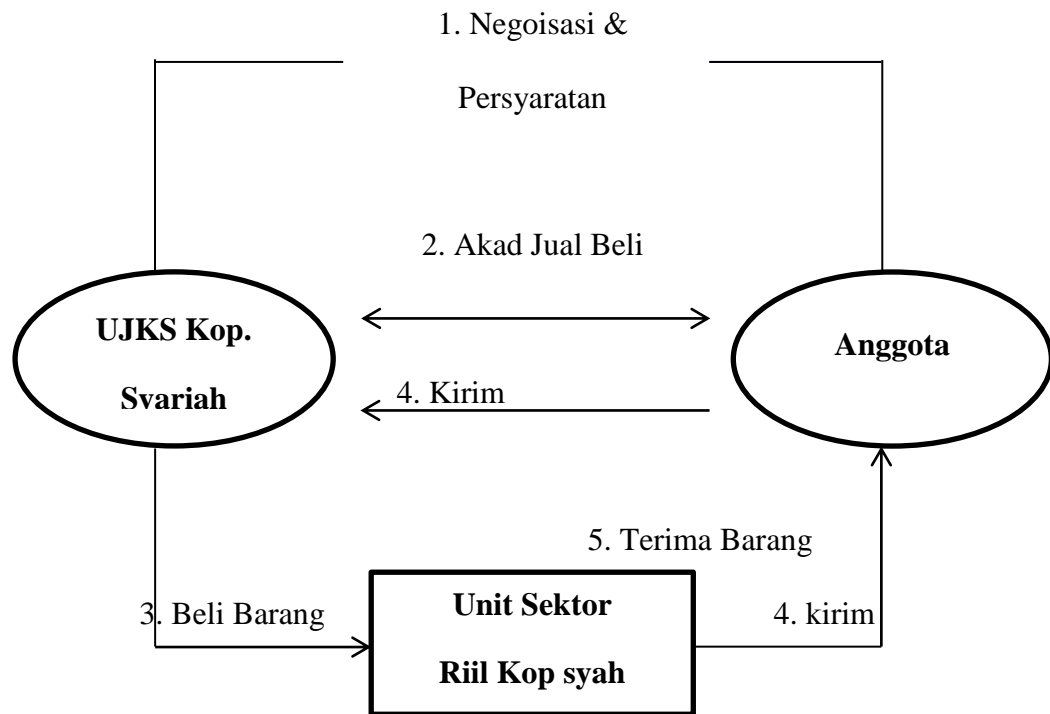 1. Negoisasi &
Persyaratan
2. Akad Jual Beli
UJKS Kop.
Svariah
Anggota
4. Kirim
5. Terima Barang
3. Beli Barang
Unit Sektor
Riil Kop syah
4. kirim